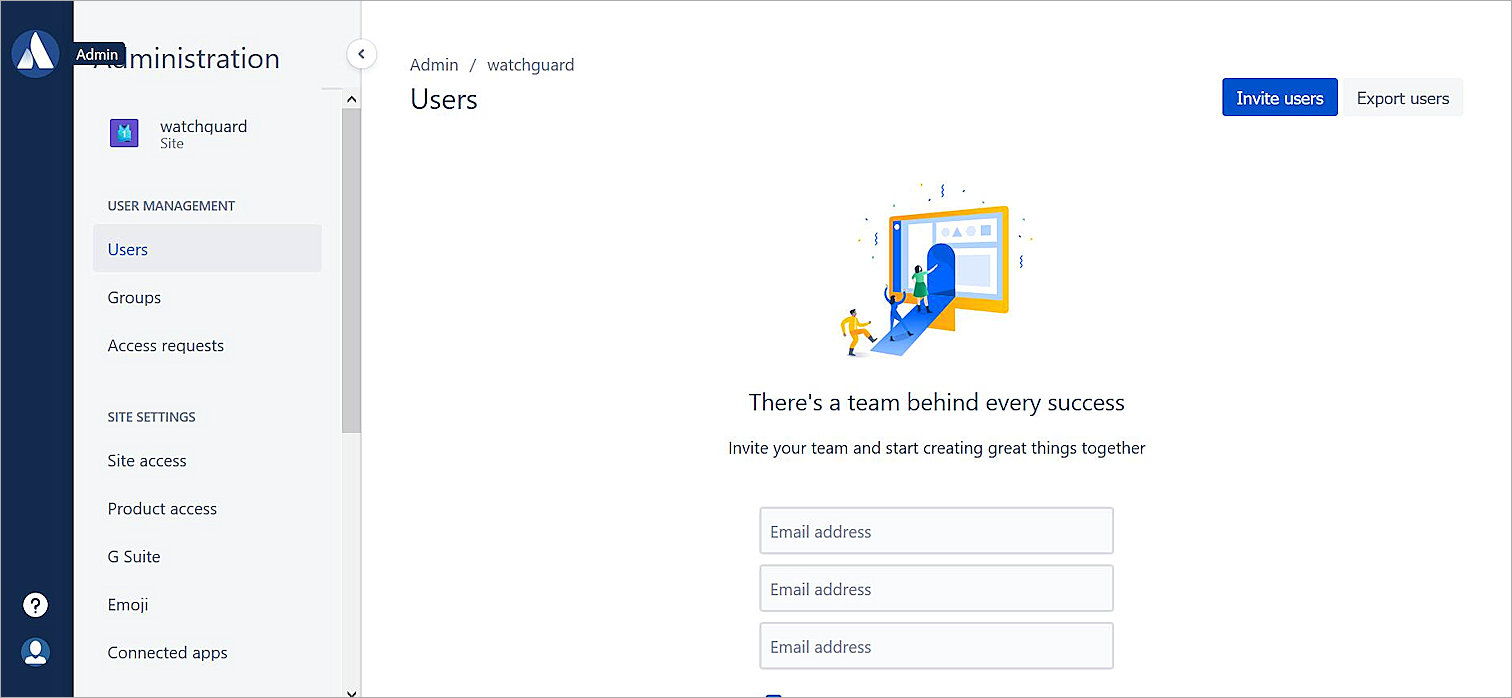 Admin
Administration
watchguard
Site
USER MANAGEMENT
Users
Groups
Access requests
SITE SETTINGS
Site access
Product access
G Suite
Emoji
Connected apps
Admin / watchguard
Users
Invite users
Export users
There's a team behind every success
Invite your team and start creating great things together
Email address
Email address
Email address